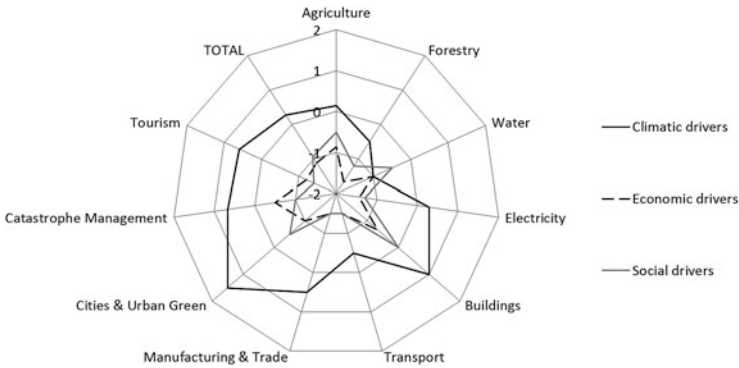 Agriculture
2
TOTAL
Forestry
1
0
Tourism
Water
Climatic drivers
-1
-2
Economic drivers
Catastrophe Management
Electricity
Social drivers
Cities & Urban Green
Buildings
Manufacturing & Trade
Transport